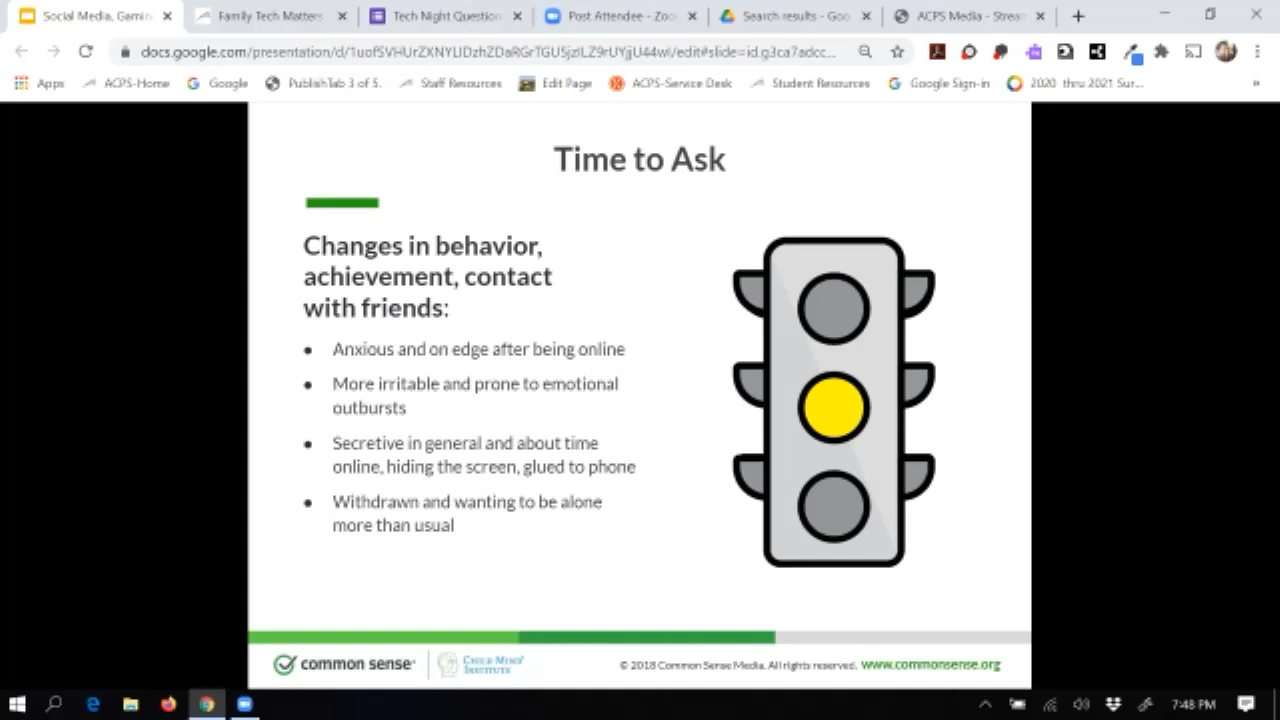 Social Media, Gamin
Family Tech Matters
Tech Night Question
Post Attendee - Zoo
Search results - Goo
ACPS Media - Strea
docs.google.com/presentation/d/
/edit#slide=id.g3ca7adcc...
Apps
ACPS-Home
Google
PublishTab 3 of 5.
Staff Resources
Edit Page
ACPS-Service Desk
Student Resources
Google Sign-in
2020 thru 2021 Sur...
»
Time to Ask
Changes in behavior,
achievement, contact
with friends:
• Anxious and on edge after being online
• More irritable and prone to emotional
outbursts
• Secretive in general and about time
online, hiding the screen, glued to phone
• Withdrawn and wanting to be alone
more than usual
common sense
CHILD MIND
INSTITUTE
© 2018 Common Sense Media. All rights reserved. www.commonsense.org
7:48 PM